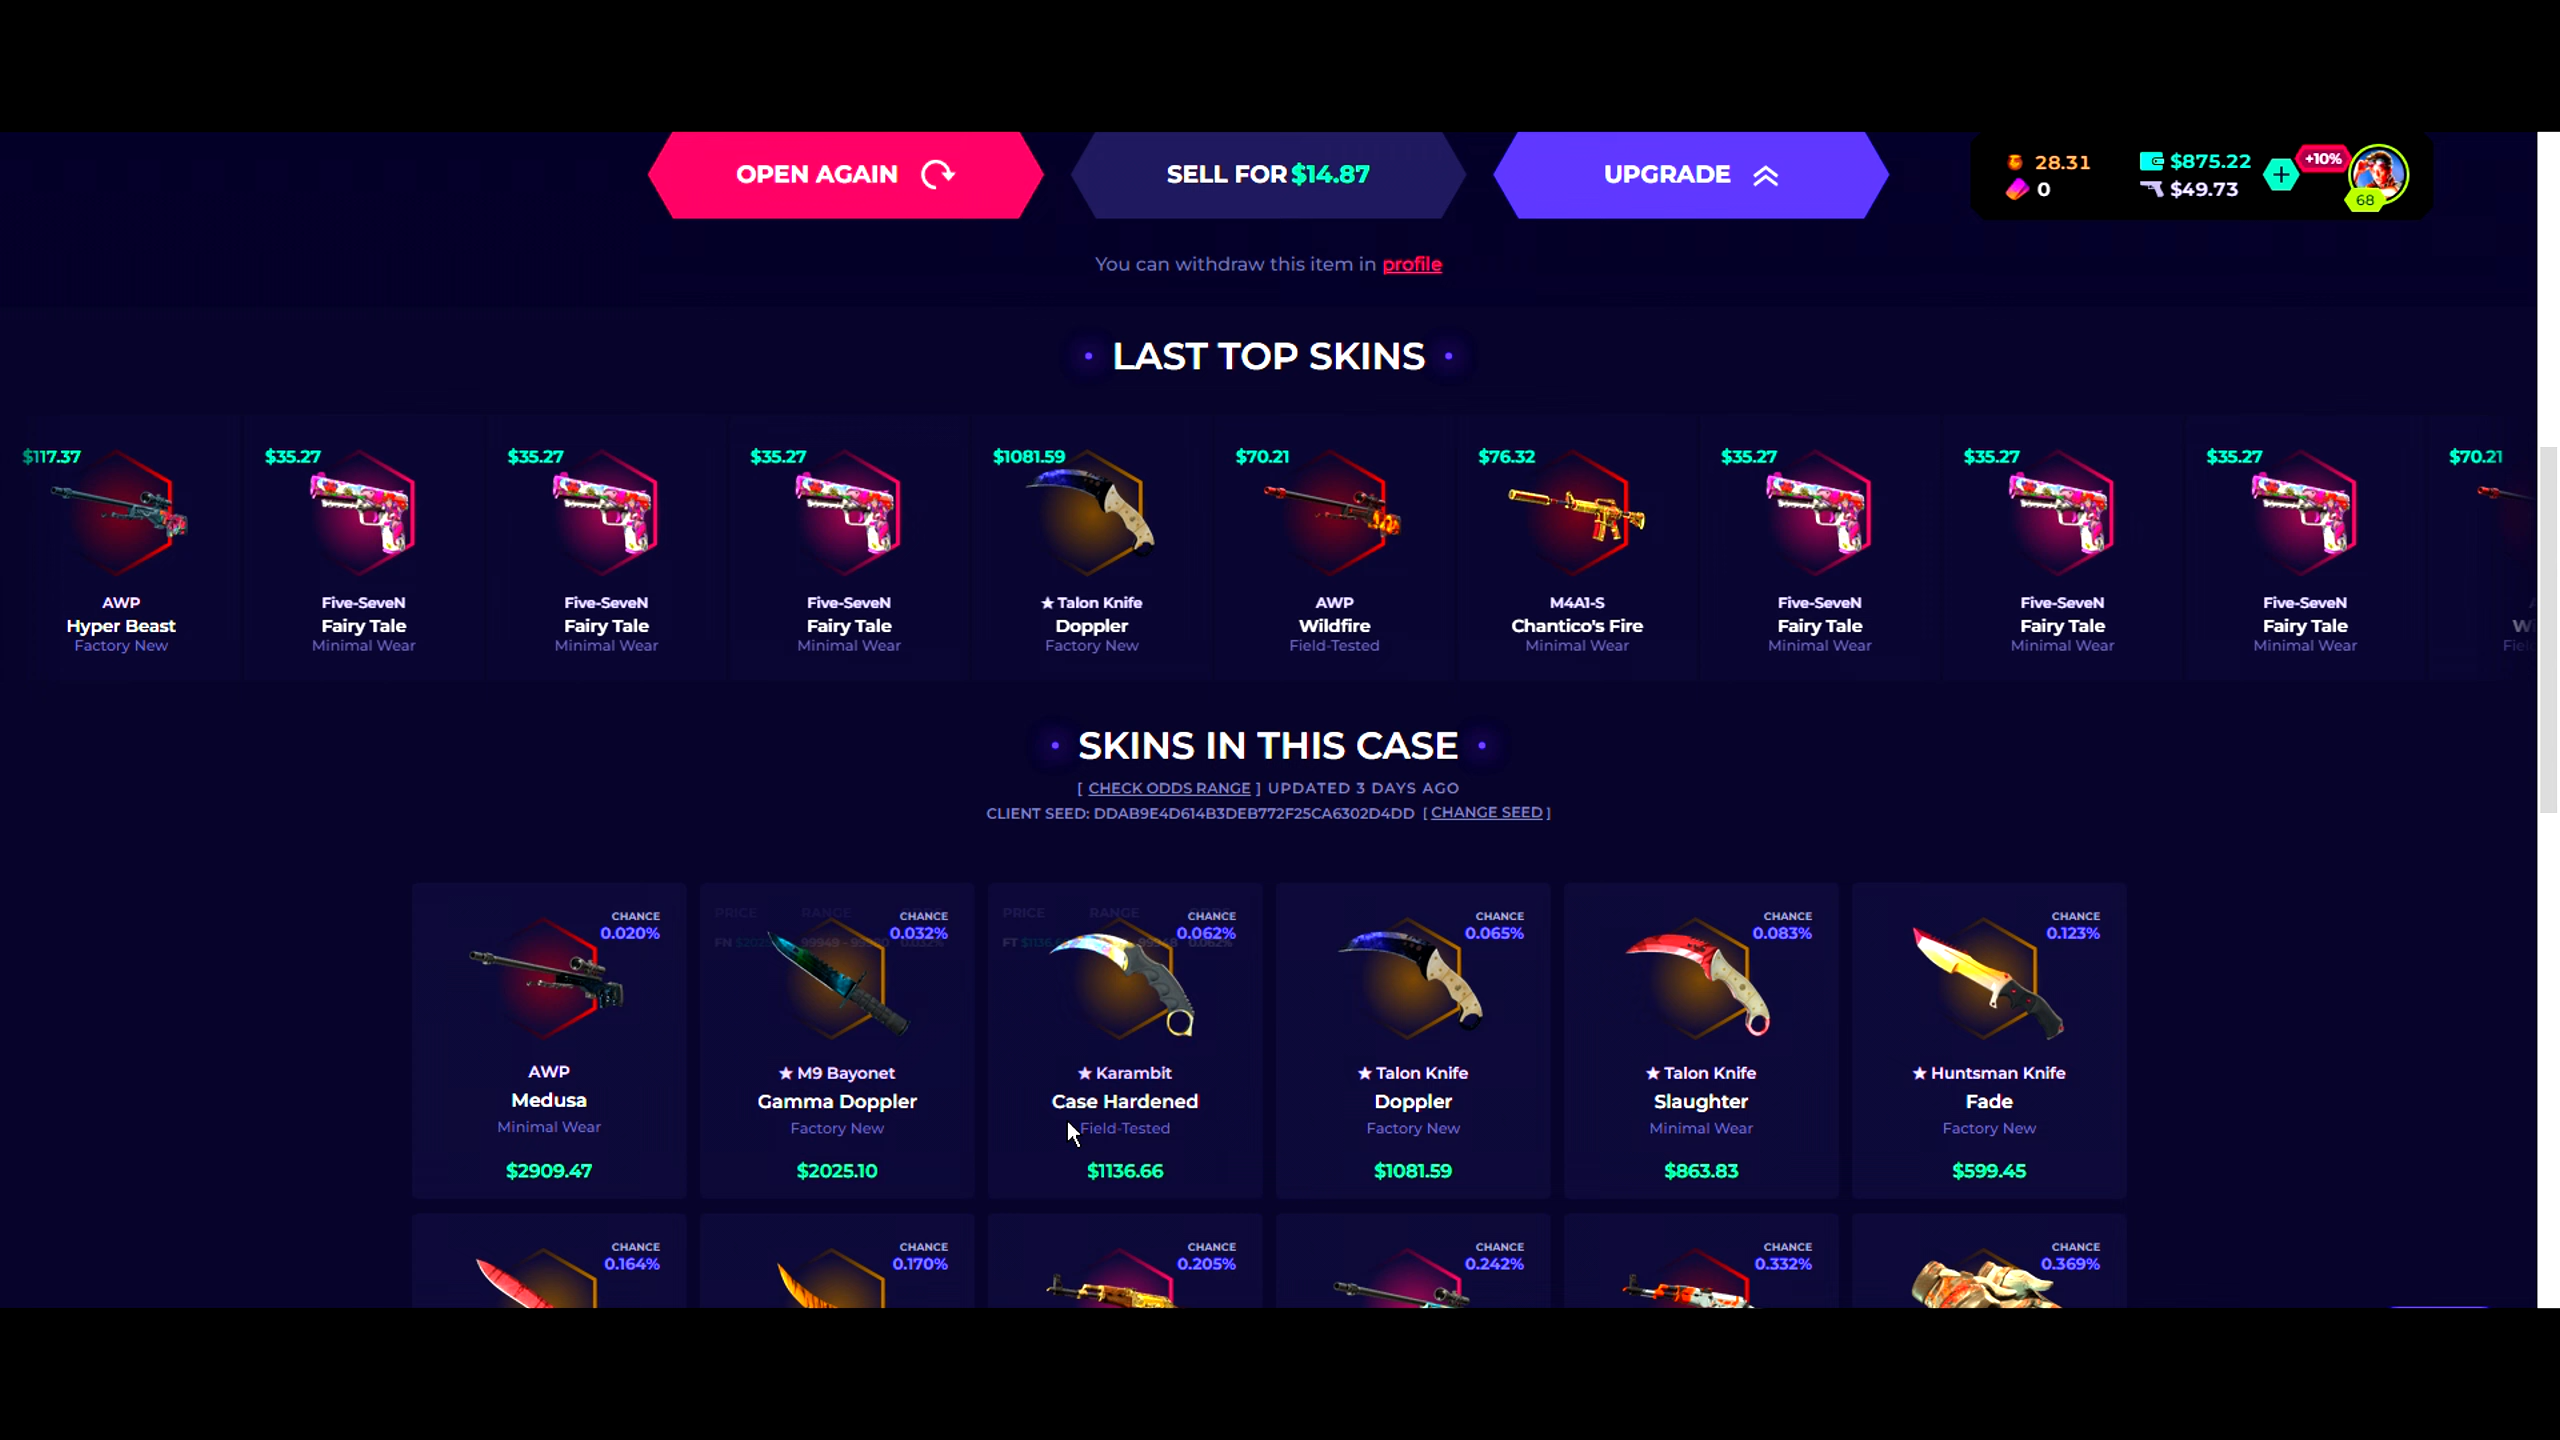 OPEN AGAIN
SELL FOR $14.87
UPGRADE
28.31
$875.22
+10%
0
$49.73
68
You can withdraw this item in profile
LAST TOP SKINS
$117.37
$35.27
$35.27
$35.27
$1081.59
$70.21
$76.32
$35.27
$35.27
$35.27
$70.21
AWP
Hyper Beast
Factory New
Five-SeveN
Fairy Tale
Minimal Wear
Five-SeveN
Fairy Tale
Minimal Wear
Five-SeveN
Fairy Tale
Minimal Wear
★ Talon Knife
Doppler
Factory New
AWP
Wildfire
Field-Tested
M4A1-S
Chantico's Fire
Minimal Wear
Five-SeveN
Fairy Tale
Minimal Wear
Five-SeveN
Fairy Tale
Minimal Wear
Five-SeveN
Fairy Tale
Minimal Wear
SKINS IN THIS CASE
[ CHECK ODDS RANGE ] UPDATED 3 DAYS AGO
CLIENT SEED: DDAB9E4D614B3DEB772F25CA6302D4DD [ CHANGE SEED ]
CHANCE
0.020%
AWP
Medusa
Minimal Wear
$2909.47
PRICE RANGE
CHANCE
0.032%
★ M9 Bayonet
Gamma Doppler
Factory New
$2025.10
PRICE RANGE
CHANCE
0.062%
★ Karambit
Case Hardened
Field-Tested
$1136.66
CHANCE
0.065%
★ Talon Knife
Doppler
Factory New
$1081.59
CHANCE
0.083%
★ Talon Knife
Slaughter
Minimal Wear
$863.83
CHANCE
0.123%
★ Huntsman Knife
Fade
Factory New
$599.45
CHANCE
0.164%
CHANCE
0.170%
CHANCE
0.205%
CHANCE
0.242%
CHANCE
0.332%
CHANCE
0.369%